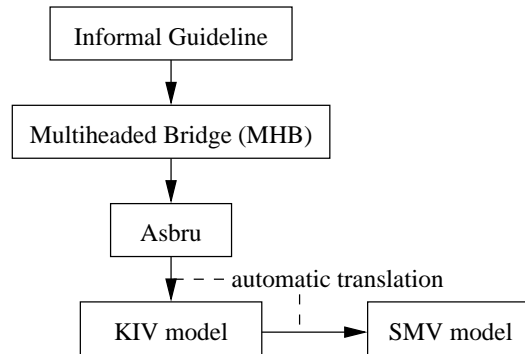 Informal Guideline
Multiheaded Bridge (MHB)
Asbru
automatic translation
KIV model
SMV model